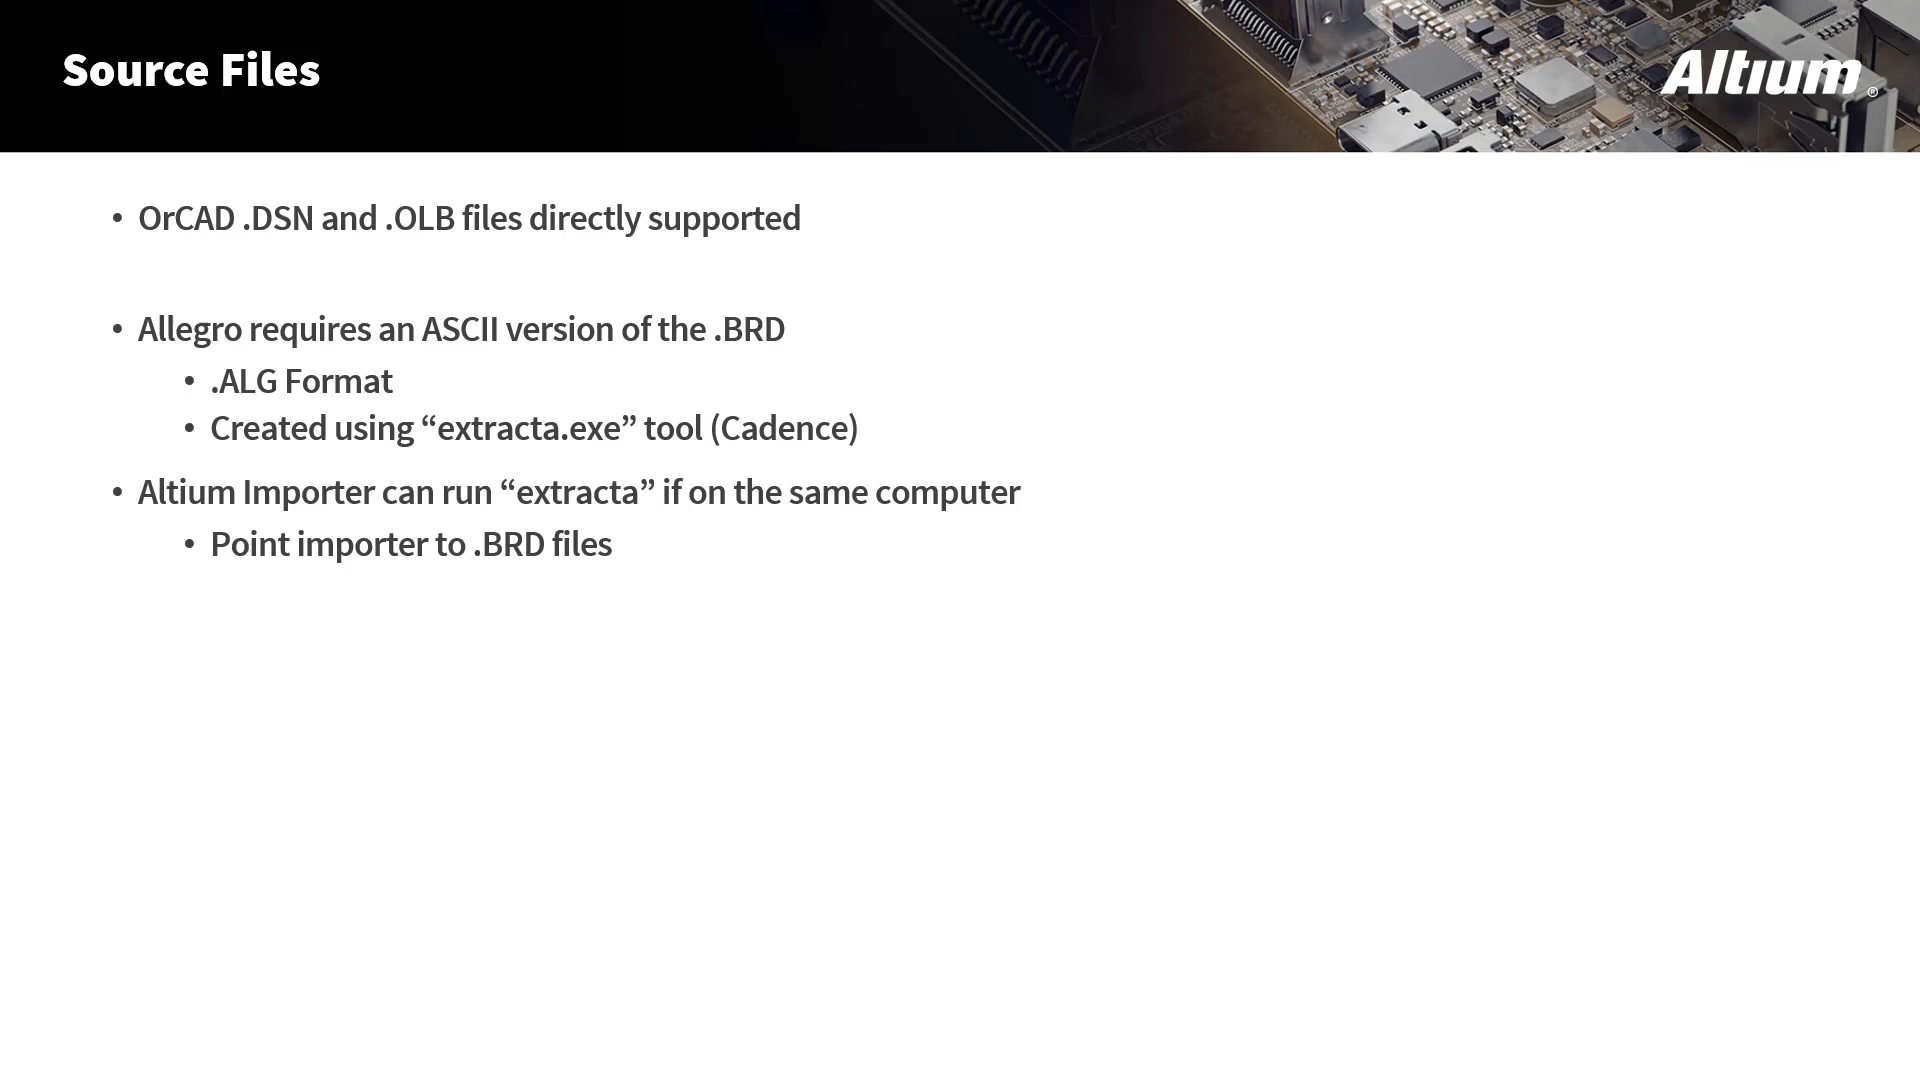 Source Files
Altium®
• OrCAD .DSN and .OLB files directly supported
• Allegro requires an ASCII version of the .BRD
• .ALG Format
• Created using “extracta.exe” tool (Cadence)
• Altium Importer can run “extracta” if on the same computer
• Point importer to .BRD files